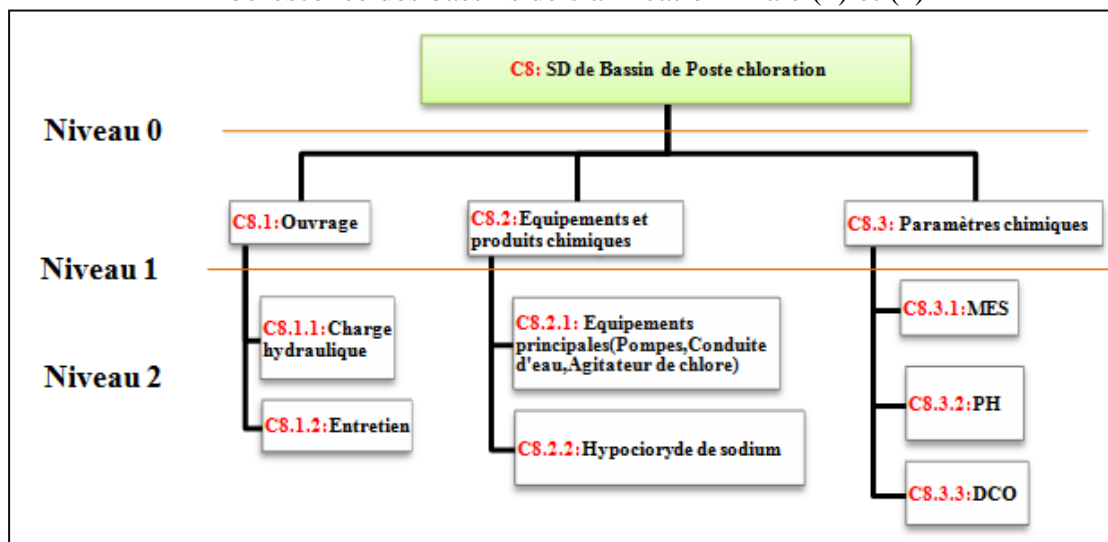 C8: SD de Bassin de Poste chloration
Niveau 0
C8.1:Ouvrage
C8.2:Equipements et
produits chimiques
C8.3: Paramètres chimiques
Niveau 1
C8.1.1:Charge
hydraulique
C8.1.2:Entretien
C8.2.1: Equipements
principales(Pompes,Conduite
d'eau,Agitateur de chlore)
C8.2.2:Hypocioryde de sodium
C8.3.1:MES
C8.3.2:PH
C8.3.3:DCO
Niveau 2